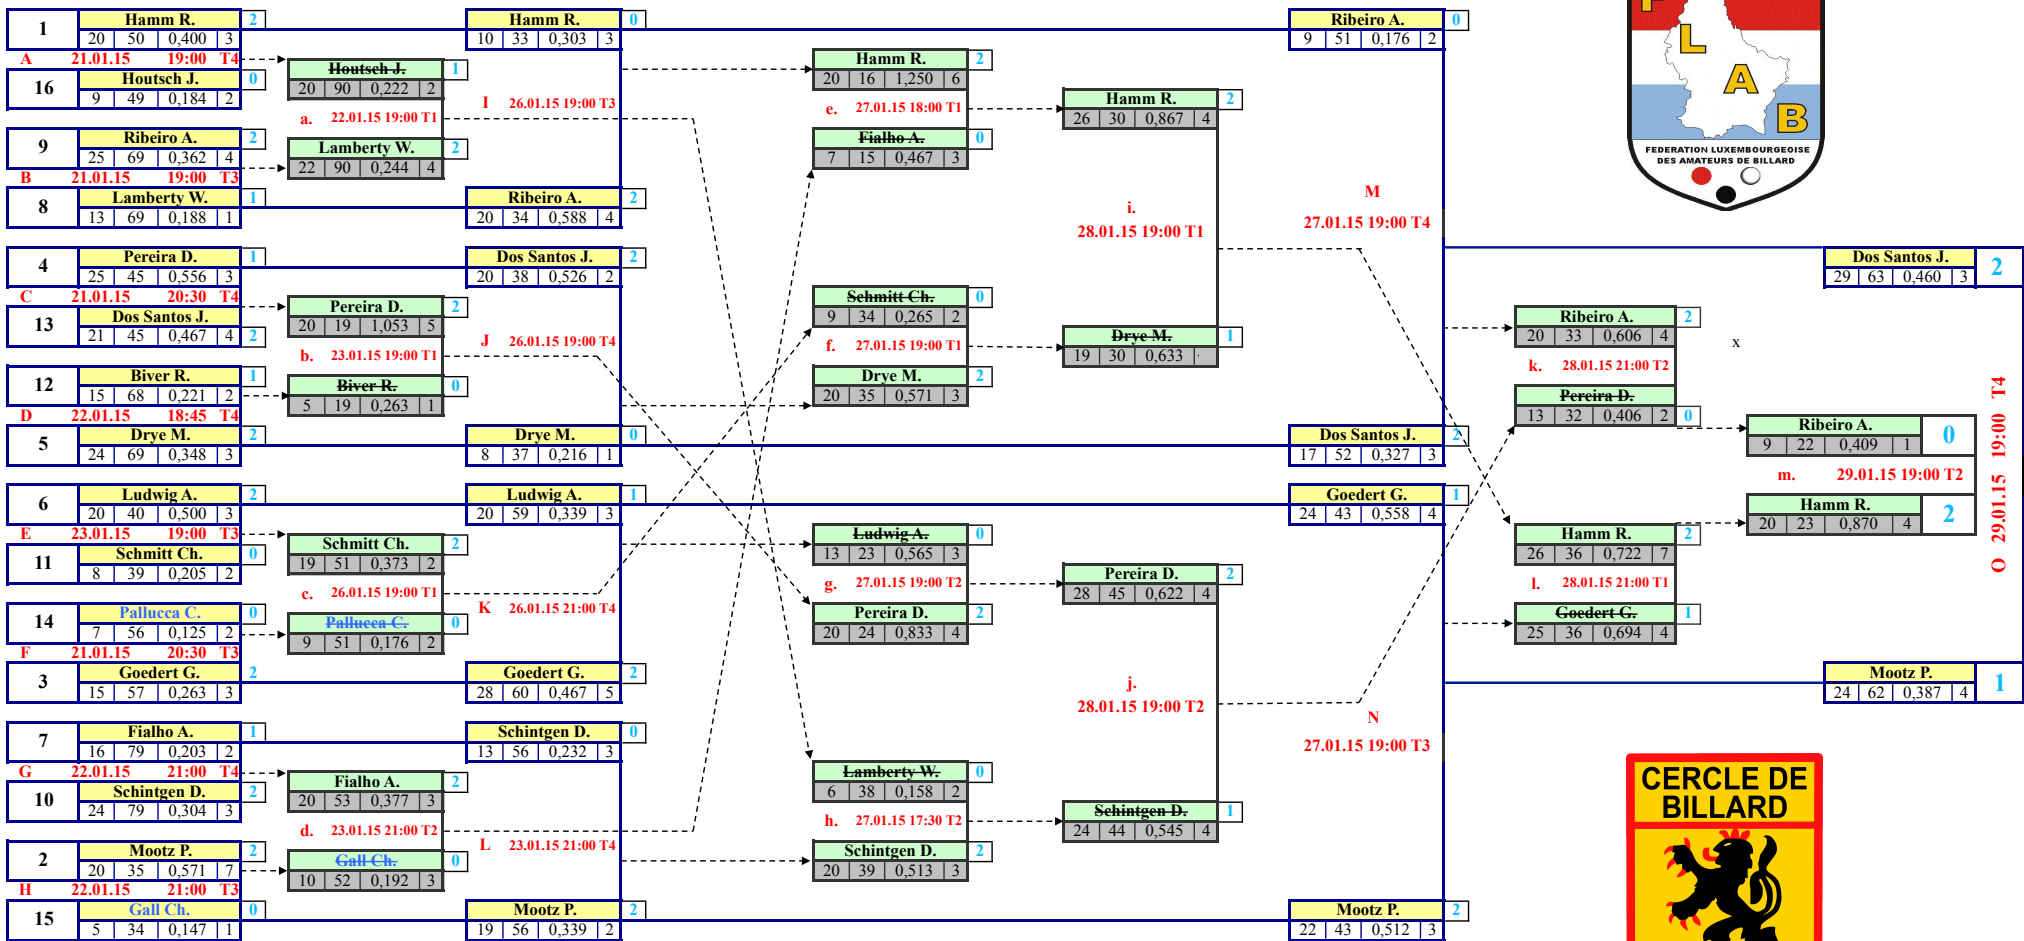 1
Hamm R. 2
20 50 0,400 3
A 21.01.15 19:00 T4
16
Houtsch J. 0
9 49 0,184 2
9
Ribeiro A. 2
25 69 0,362 4
B 21.01.15 19:00 T3
8
Lamberty W. 1
13 69 0,188 1
4
Pereira D. 1
25 45 0,556 3
C 21.01.15 20:30 T4
13
Dos Santos J.
21 45 0,467 4 2
12
Biver R. 1
15 68 0,221 2
D 22.01.15 18:45 T4
5
Drye M. 2
24 69 0,348 3
6
Ludwig A. 2
20 40 0,500 3
E 23.01.15 19:00 T3
11
Schmitt Ch. 0
8 39 0,205 2
14
Pallucca C. 0
7 56 0,125 2
F 21.01.15 20:30 T3
3
Goedert G. 2
15 57 0,263 3
7
Fialho A. 1
16 79 0,203 2
G 22.01.15 21:00 T4
10
Schintgen D. 2
24 79 0,304 3
2
Mootz P. 2
20 35 0,571 7
H 22.01.15 21:00 T3
15
Gall Ch. 0
5 34 0,147 1
Houtsch J. 1
20 90 0,222 2
a. 22.01.15 19:00 T1
Lamberty W. 2
22 90 0,244 4
Pereira D. 2
20 19 1,053 5
b. 23.01.15 19:00 T1
Biver R. 0
5 19 0,263 1
Schmitt Ch. 2
19 51 0,373 2
c. 26.01.15 19:00 T1
Pallucca C. 0
9 51 0,176 2
Fialho A. 2
20 53 0,377 3
d. 23.01.15 21:00 T2
Gall Ch. 0
10 52 0,192 3
Hamm R. 0
10 33 0,303 3
I 26.01.15 19:00 T3
Ribeiro A. 2
20 34 0,588 4
Dos Santos J. 2
20 38 0,526 2
J 26.01.15 19:00 T4
Drye M. 0
8 37 0,216 1
Ludwig A. 1
20 59 0,339 3
K 26.01.15 21:00 T4
Goedert G. 2
28 60 0,467 5
Schintgen D. 0
13 56 0,232 3
L 23.01.15 21:00 T4
Mootz P. 2
19 56 0,339 2
Hamm R. 2
20 16 1,250 6
e. 27.01.15 18:00 T1
Fialho A. 0
7 15 0,467 3
Schmitt Ch. 0
9 34 0,265 2
f. 27.01.15 19:00 T1
Drye M. 2
20 35 0,571 3
Ludwig A. 0
13 23 0,565 3
g. 27.01.15 19:00 T2
Pereira D. 2
20 24 0,833 4
Lamberty W. 0
6 38 0,158 2
h. 27.01.15 17:30 T2
Schintgen D. 2
20 39 0,513 3
Hamm R. 2
26 30 0,867 4
i.
28.01.15 19:00 T1
Drye M. 1
19 30 0,633
Pereira D. 2
28 45 0,622 4
j.
28.01.15 19:00 T2
Schintgen D. 1
24 44 0,545 4
Ribeiro A. 0
9 51 0,176 2
M
27.01.15 19:00 T4
Dos Santos J. 2
17 52 0,327 3
Goedert G. 1
24 43 0,558 4
N
27.01.15 19:00 T3
Mootz P. 2
22 43 0,512 3
Ribeiro A. 2
20 33 0,606 4
k. 28.01.15 21:00 T2
Pereira D.
13 32 0,406 2 0
Hamm R. 2
26 36 0,722 7
l. 28.01.15 21:00 T1
Goedert G. 1
25 36 0,694 4
x
Ribeiro A. 0
9 22 0,409 1
m. 29.01.15 19:00 T2
Hamm R. 2
20 23 0,870 4
Dos Santos J. 2
29 63 0,460 3
O 29.01.15 19:00 T4
Mootz P. 1
24 62 0,387 4
L
A
B
FEDERATION LUXEMBOURGEOISE
DES AMATEURS DE BILLARD
CERCLE DE
BILLARD